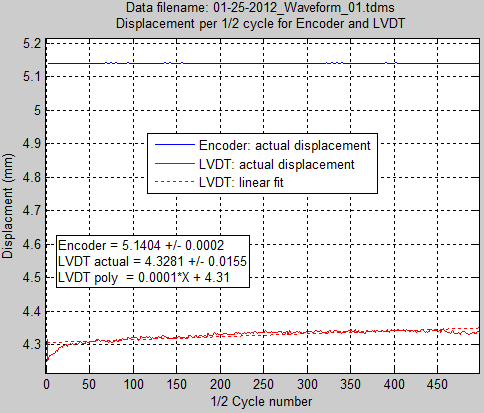 Data filename: 01-25-2012_Waveform_01.tdms
Displacement per 1/2 cycle for Encoder and LVDT
5.2
5.1
5
4.9
4.8
4.7
4.6
4.5
4.4
4.3
Displacment (mm)
Encoder: actual displacement
LVDT: actual displacement
LVDT: linear fit
Encoder = 5.1404 +/- 0.0002
LVDT actual = 4.3281 +/- 0.0155
LVDT poly = 0.0001*X + 4.31
0 50 100 150 200 250 300 350 400 450
1/2 Cycle number